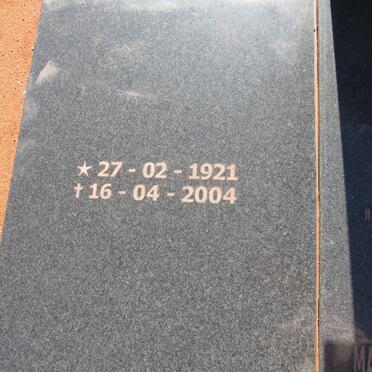 ★ 27 - 02 - 1921
† 16 - 04 - 2004